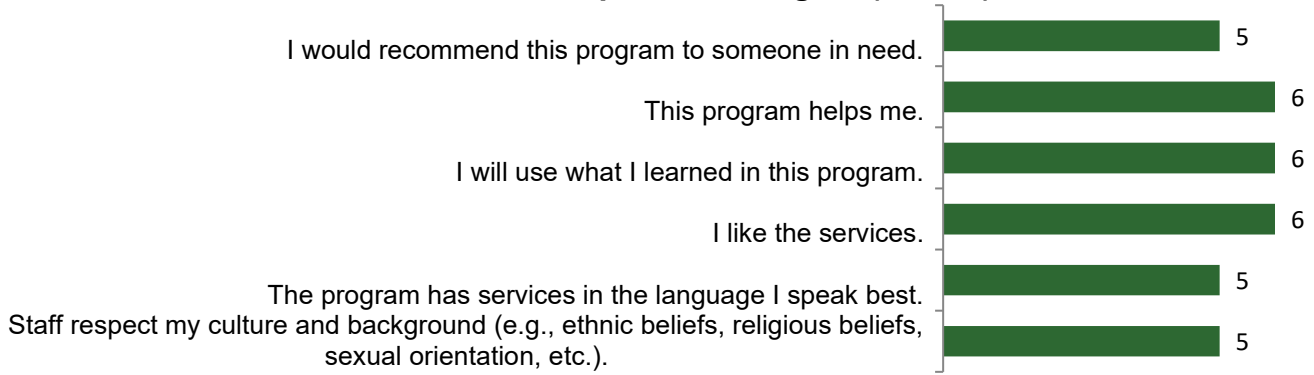 I would recommend this program to someone in need.
5
This program helps me.
6
I will use what I learned in this program.
6
I like the services.
6
The program has services in the language I speak best.
5
Staff respect my culture and background (e.g., ethnic beliefs, religious beliefs,
sexual orientation, etc.).
5